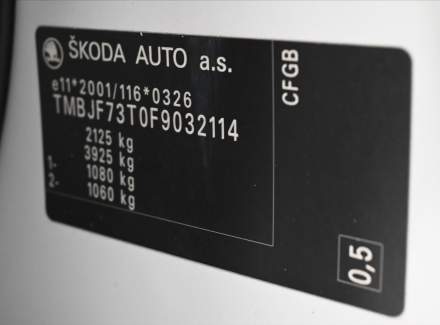 ŠKODA AUTO a.s.
e11*2001/116*0326
TMBJF73T0F9032114
2125 kg
3925 kg
1- 1080 kg
2- 1060 kg
CFGB
0,5